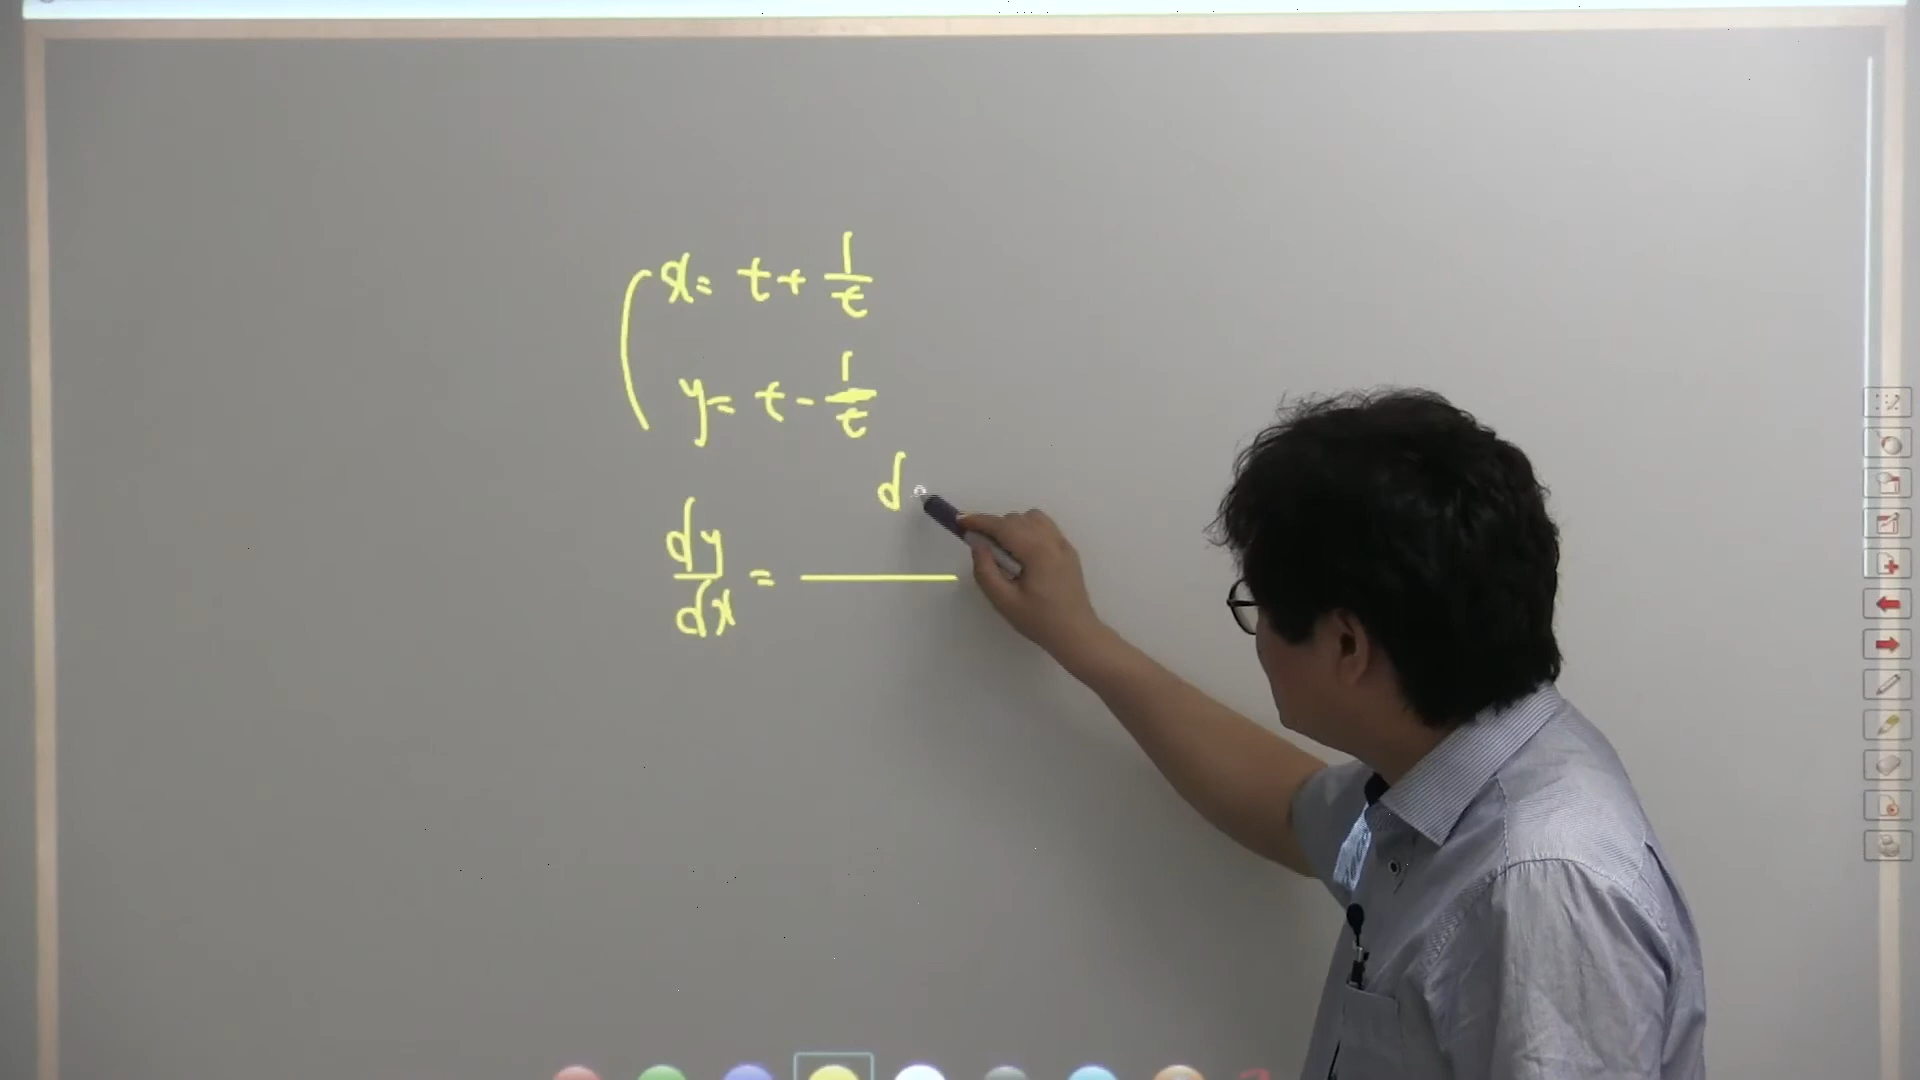 x = t + 1/t
y = t - 1/t
d
dy/dx =